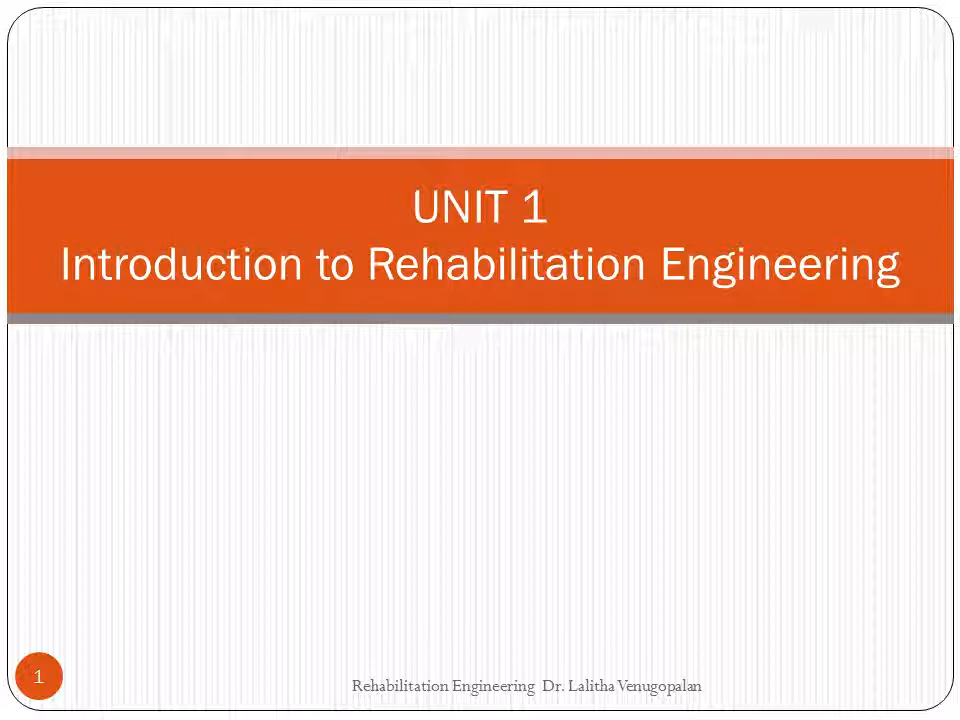 UNIT 1
Introduction to Rehabilitation Engineering
1
Rehabilitation Engineering Dr. Lalitha Venugopalan